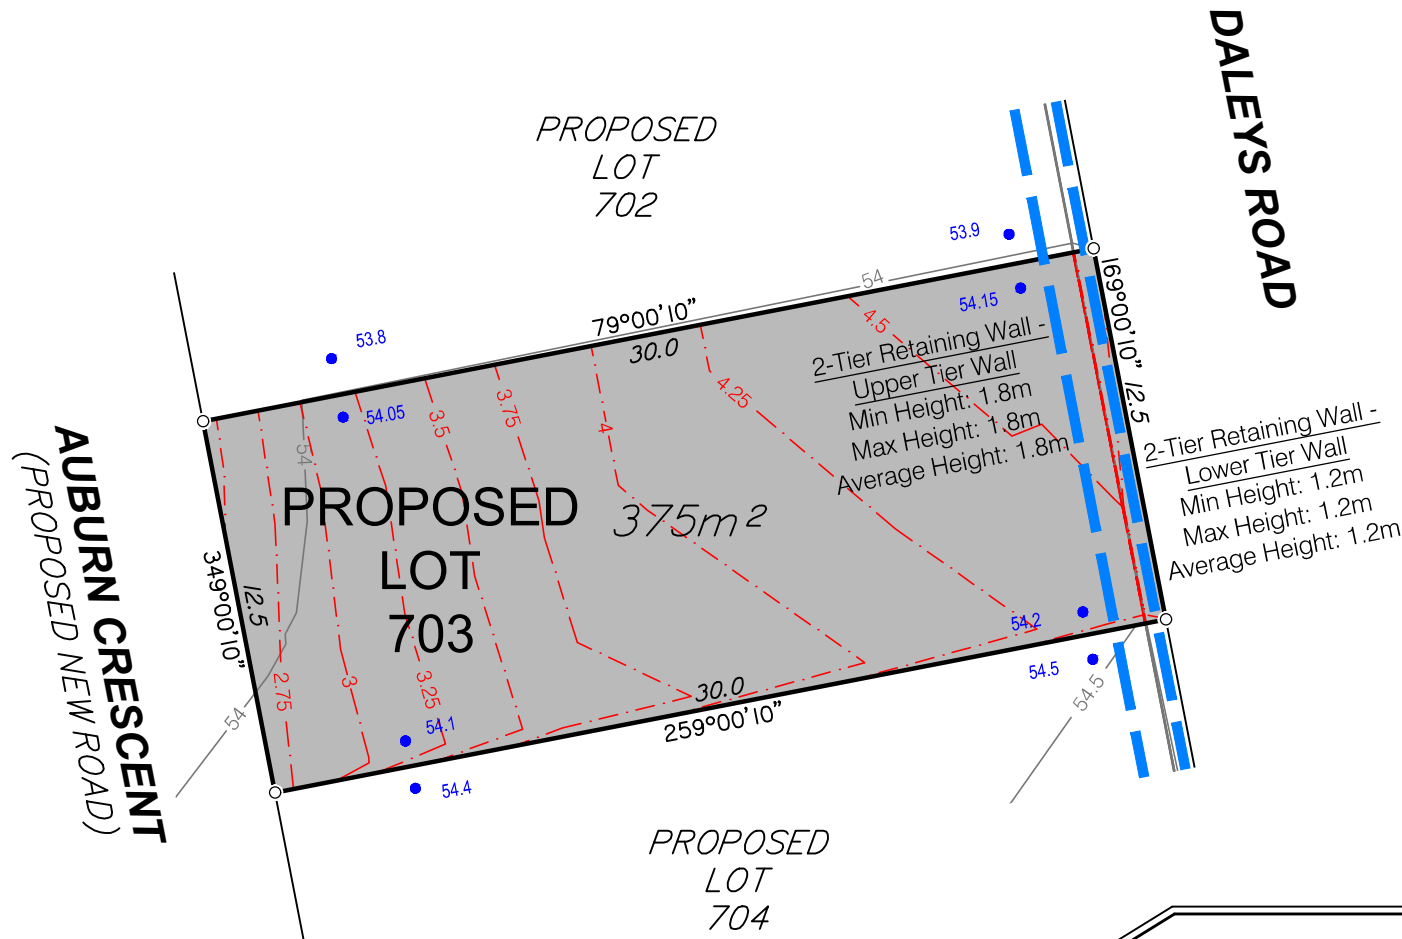 DALEYS ROAD
PROPOSED
LOT
702
53.9
54
54.15
79°00'10"
30.0
53.8
54.05
169°00'10"
12.5
4.5
4.25
4
3.75
3.5
54
2-Tier Retaining Wall -
Upper Tier Wall
Min Height: 1.8m
Max Height: 1.8m
Average Height: 1.8m
2-Tier Retaining Wall -
Lower Tier Wall
Min Height: 1.2m
Max Height: 1.2m
Average Height: 1.2m
AUBURN CRESCENT
(PROPOSED NEW ROAD)
349°00'10"
12.5
PROPOSED
LOT
703
375m²
54
2.75
3
3.25
54.1
54.4
30.0
259°00'10"
54.2
54.5
54.5
PROPOSED
LOT
704